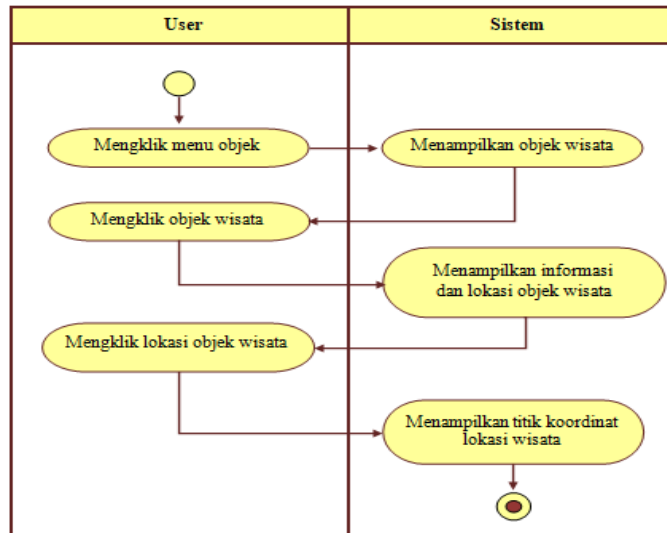 User
Sistem
Mengklik menu objek
Menampilkan objek wisata
Mengklik objek wisata
Menampilkan informasi
dan lokasi objek wisata
Mengklik lokasi objek wisata
Menampilkan titik koordinat
lokasi wisata